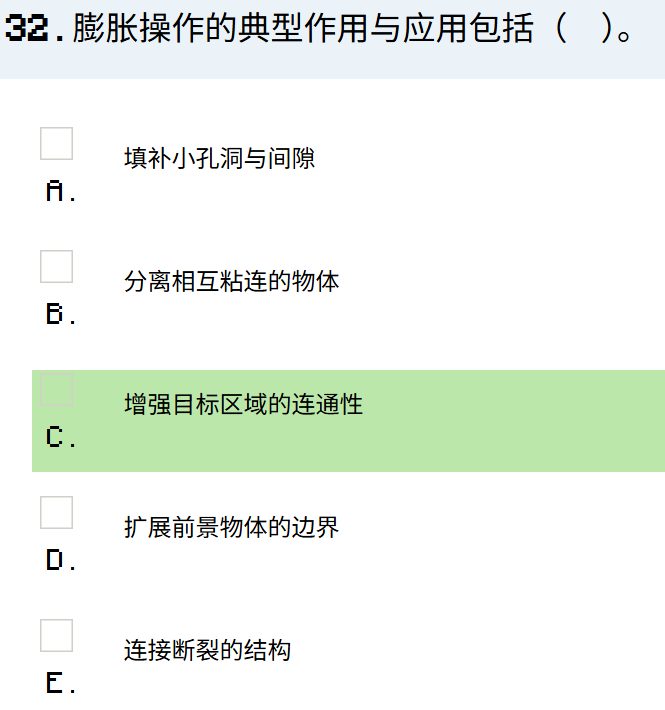 32.膨胀操作的典型作用与应用包括（ ）。
填补小孔洞与间隙
A.
分离相互粘连的物体
B.
增强目标区域的连通性
C.
扩展前景物体的边界
D.
连接断裂的结构
E.